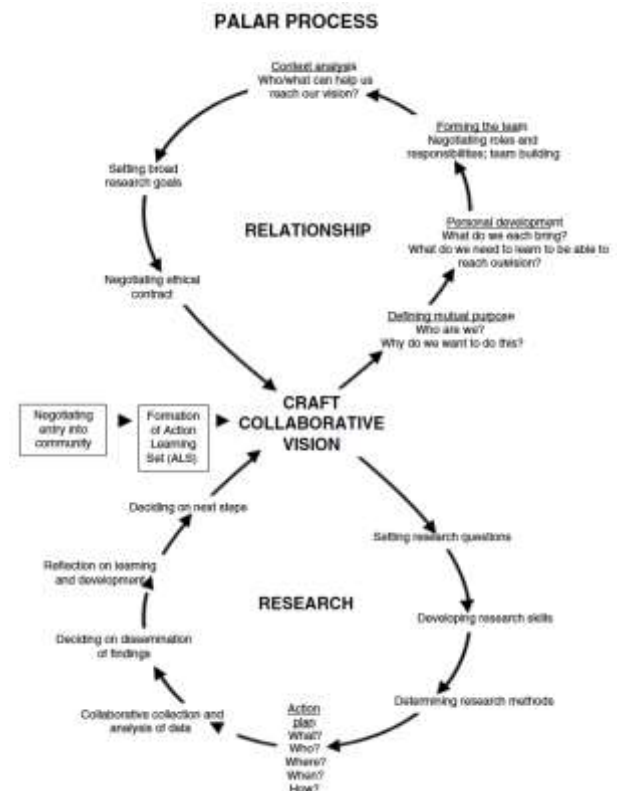 PALAR PROCESS
Context analysis
Who/what can help us
reach our vision?
Forming the team
Negotiating roles and
responsibilities; team building
Setting broad
research goals
RELATIONSHIP
Personal development
What do we each bring?
What do we need to learn to be able to
reach ourvision?
Negotiating ethical
contract
Defining mutual purpose
Who are we?
Why do we want to do this?
Negotiating
entry into
community
Formation
of Action
Learning
Set (ALS)
CRAFT
COLLABORATIVE
VISION
Deciding on next steps
Setting research questions
Reflection on learning
and development
RESEARCH
Developing research skills
Deciding on dissemination
of findings
Determining research methods
Collaborative collection and
analysis of data
Action
plan
What?
Who?
Where?
When?
How?